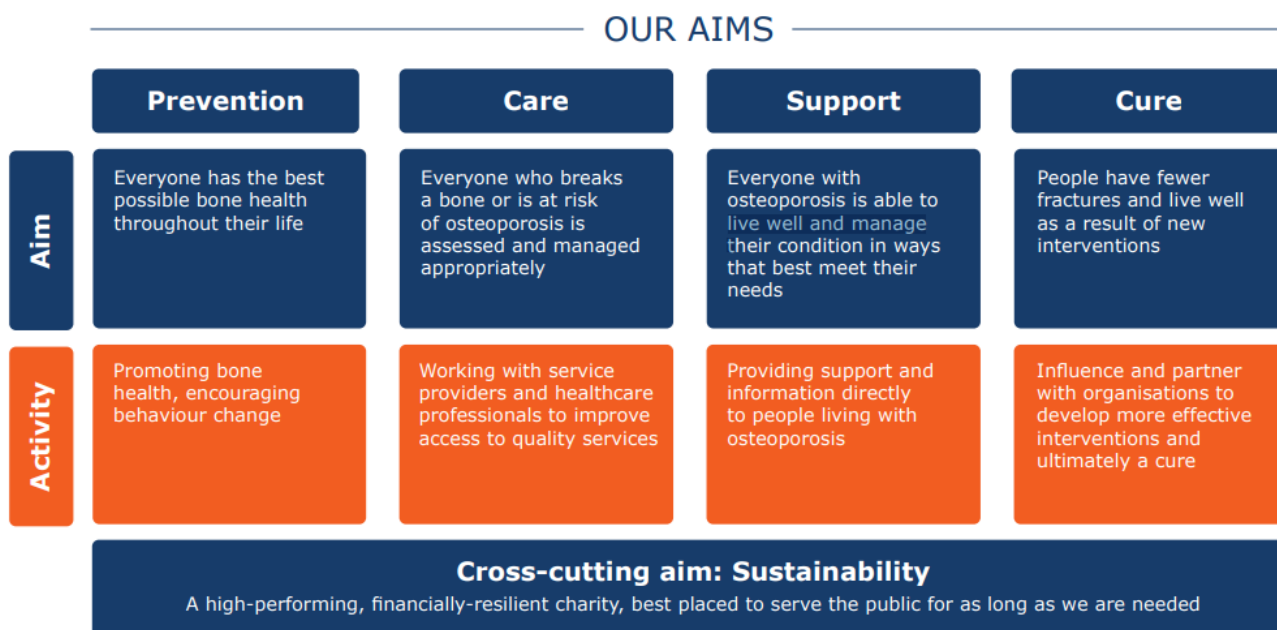 OUR AIMS
Prevention
Care
Support
Cure
Aim
Everyone has the best
possible bone health
throughout their life
Everyone who breaks
a bone or is at risk
of osteoporosis is
assessed and managed
appropriately
Everyone with
osteoporosis is able to
live well and manage
their condition in ways
that best meet their
needs
People have fewer
fractures and live well
as a result of new
interventions
Activity
Promoting bone
health, encouraging
behaviour change
Working with service
providers and healthcare
professionals to improve
access to quality services
Providing support and
information directly
to people living with
osteoporosis
Influence and partner
with organisations to
develop more effective
interventions and
ultimately a cure
Cross-cutting aim: Sustainability
A high-performing, financially-resilient charity, best placed to serve the public for as long as we are needed